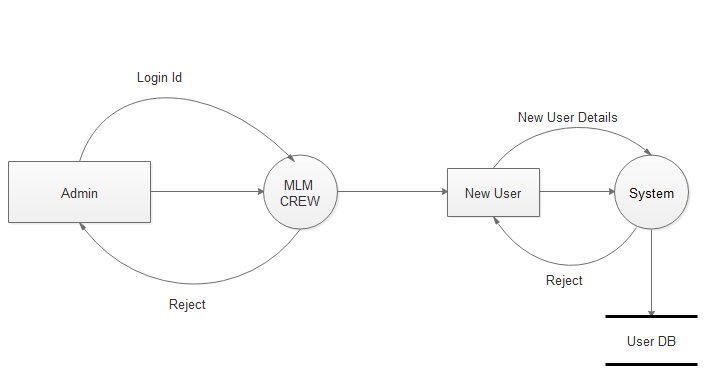 Login Id
New User Details
Admin
MLM
CREW
New User
System
Reject
Reject
User DB